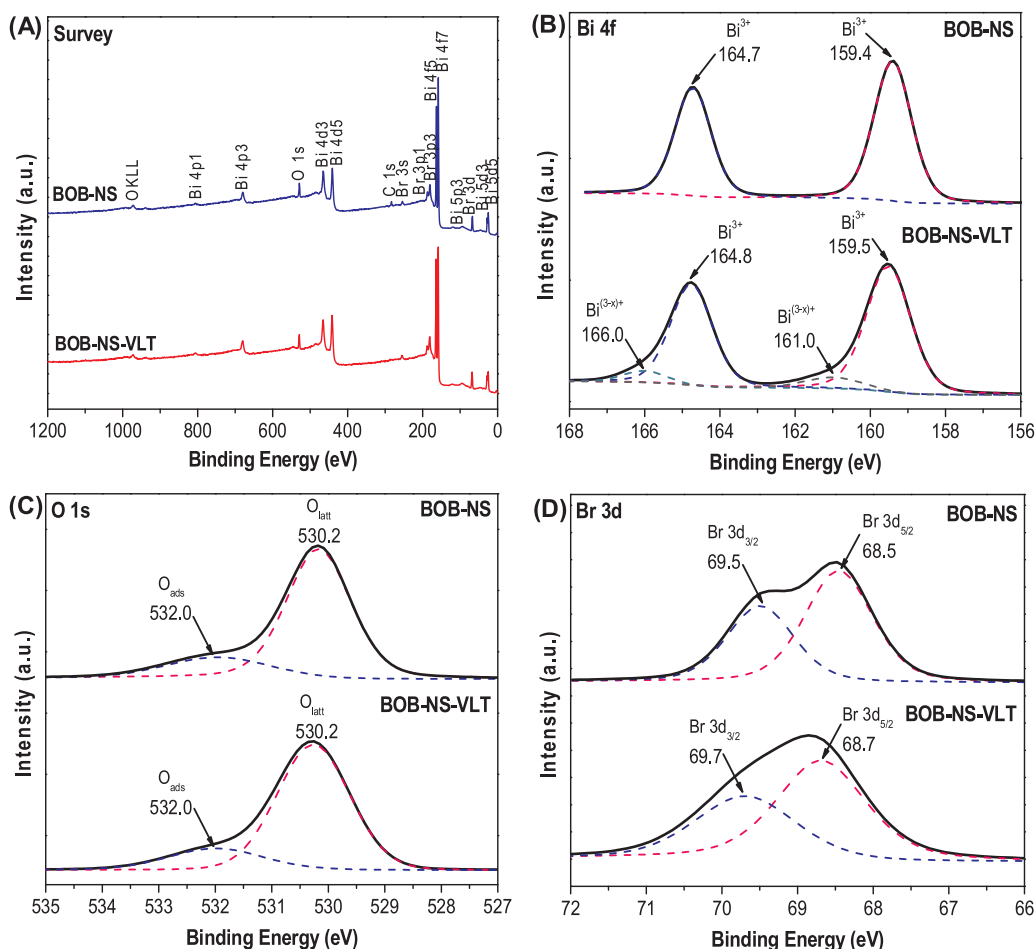 (A)
Survey
BOB-NS
OKLL
Bi 4p1
Bi 4p3
O 1s
Bi 4d3
Bi 4d5
C 1s
Br 3s
Br 3p1
Br 3p3
Bi 4f5
Bi 4f7
Bi 5p3
Br 3d
Bi 5d3
Bi 5d5
BOB-NS-VLT
Intensity (a.u.)
1200 1000 800 600 400 200 0
Binding Energy (eV)
(B)
Bi 4f
BOB-NS
Bi3+
164.7
Bi3+
159.4
BOB-NS-VLT
Bi3+
164.8
Bi3+
159.5
Bi(3-x)+
166.0
Bi(3-x)+
161.0
Intensity (a.u.)
168 166 164 162 160 158 156
Binding Energy (eV)
(C)
O 1s
BOB-NS
Olatt
530.2
Oads
532.0
BOB-NS-VLT
Olatt
530.2
Oads
532.0
Intensity (a.u.)
535 534 533 532 531 530 529 528 527
Binding Energy (eV)
(D)
Br 3d
BOB-NS
Br 3d3/2
69.5
Br 3d5/2
68.5
BOB-NS-VLT
Br 3d3/2
69.7
Br 3d5/2
68.7
Intensity (a.u.)
72 71 70 69 68 67 66
Binding Energy (eV)